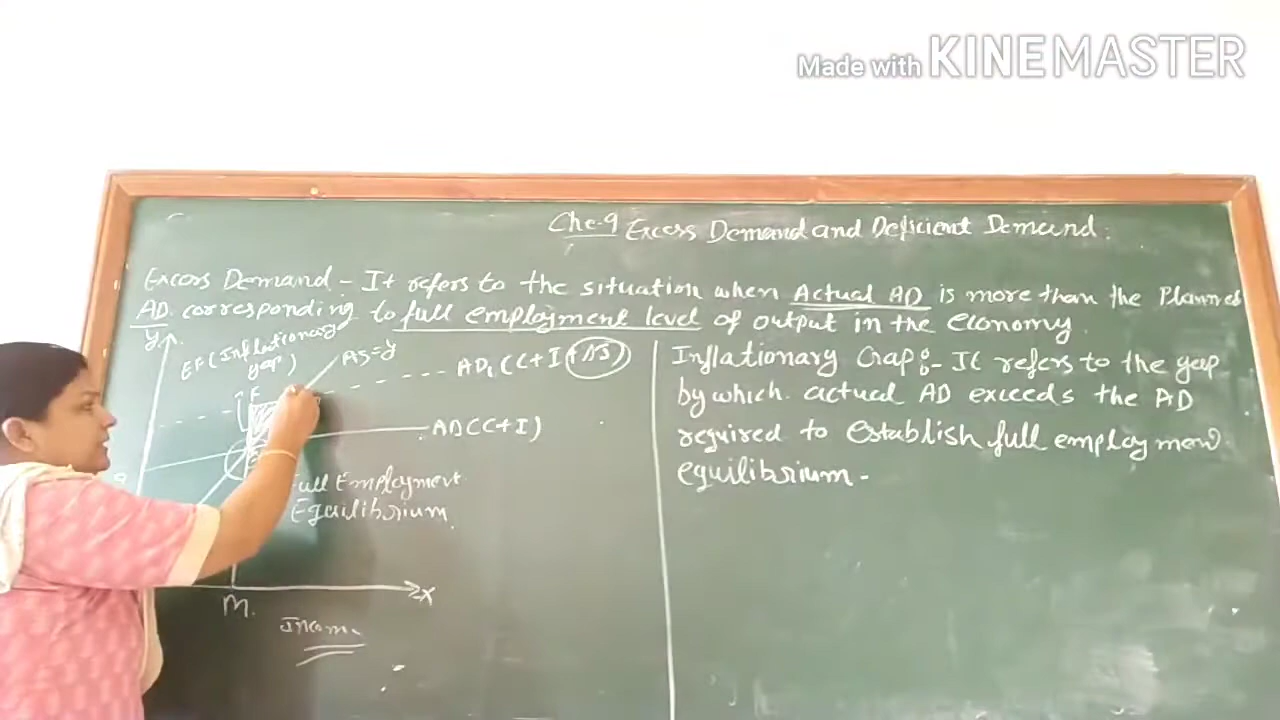 Made with KINEMASTER
Chc-9 Excess Demand and Deficient Demand.
Excess Demand - It refers to the situation when Actual AD is more than the Planned
AD corresponding to full employment level of output in the economy.
y
EF (Inflationary
gap)
AS=y
AD, (C+I+ΔI)
F
AD (C+I)
Full Employment
Equilibrium.
X
M.
Income
Inflationary Gap:- It refers to the gap
by which actual AD exceeds the AD
required to establish full employment
equilibrium -